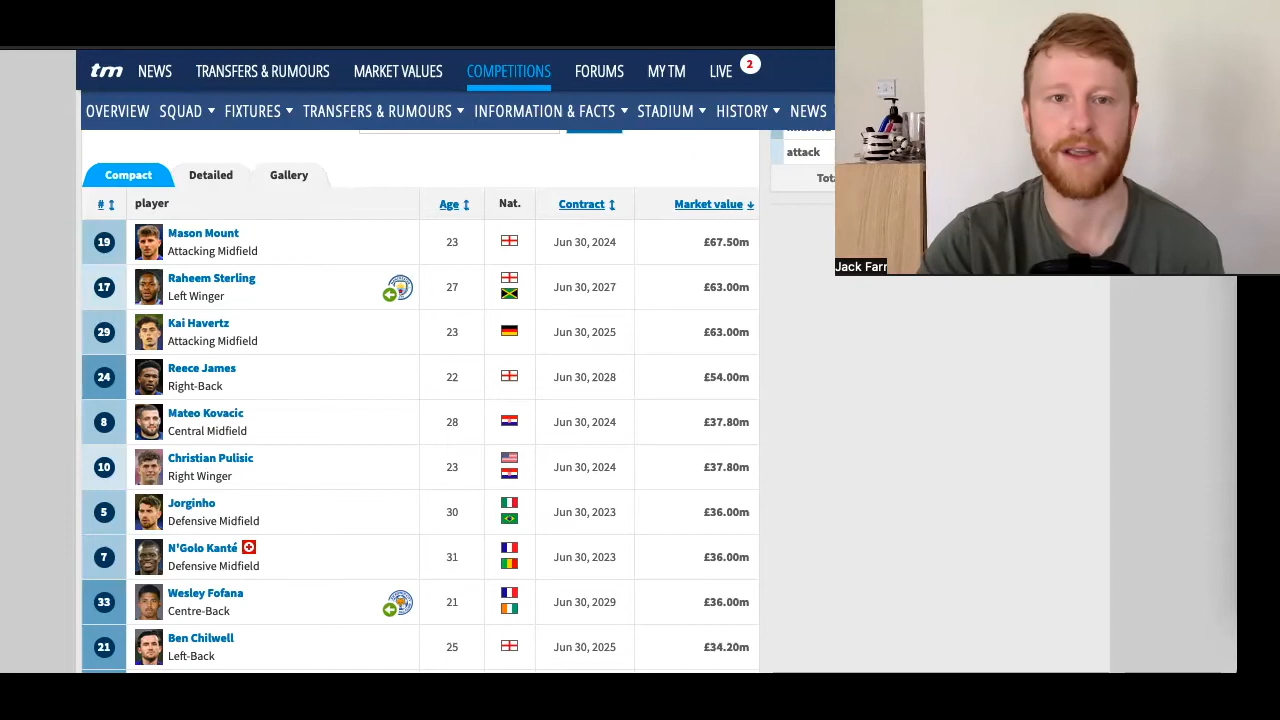 tm NEWS TRANSFERS & RUMOURS MARKET VALUES COMPETITIONS FORUMS MY TM LIVE 2
OVERVIEW SQUAD FIXTURES TRANSFERS & RUMOURS INFORMATION & FACTS STADIUM HISTORY NEWS
attack
Compact Detailed Gallery
# player Age Nat. Contract Market value
19 Mason Mount 23 Jun 30, 2024 £67.50m
Attacking Midfield
17 Raheem Sterling 27 Jun 30, 2027 £63.00m
Left Winger
29 Kai Havertz 23 Jun 30, 2025 £63.00m
Attacking Midfield
24 Reece James 22 Jun 30, 2028 £54.00m
Right-Back
8 Mateo Kovacic 28 Jun 30, 2024 £37.80m
Central Midfield
10 Christian Pulisic 23 Jun 30, 2024 £37.80m
Right Winger
5 Jorginho 30 Jun 30, 2023 £36.00m
Defensive Midfield
7 N'Golo Kanté 31 Jun 30, 2023 £36.00m
Defensive Midfield
33 Wesley Fofana 21 Jun 30, 2029 £36.00m
Centre-Back
21 Ben Chilwell 25 Jun 30, 2025 £34.20m
Left-Back
Jack Farr